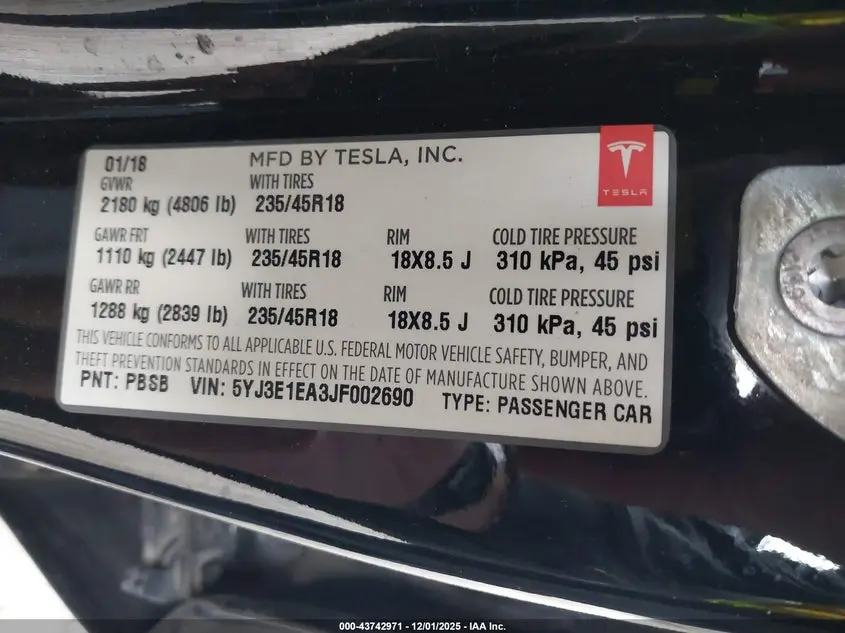 01/18 MFD BY TESLA, INC.
GVWR WITH TIRES
2180 kg (4806 lb) 235/45R18
TESLA
GAWR FRT WITH TIRES RIM COLD TIRE PRESSURE
1110 kg (2447 lb) 235/45R18 18X8.5 J 310 kPa, 45 psi
GAWR RR WITH TIRES RIM COLD TIRE PRESSURE
1288 kg (2839 lb) 235/45R18 18X8.5 J 310 kPa, 45 psi
THIS VEHICLE CONFORMS TO ALL APPLICABLE U.S. FEDERAL MOTOR VEHICLE SAFETY, BUMPER, AND
THEFT PREVENTION STANDARDS IN EFFECT ON THE DATE OF MANUFACTURE SHOWN ABOVE.
PNT: PBSB VIN: 5YJ3E1EA3JF002690 TYPE: PASSENGER CAR
000-43742971 - 12/01/2025 - IAA Inc.